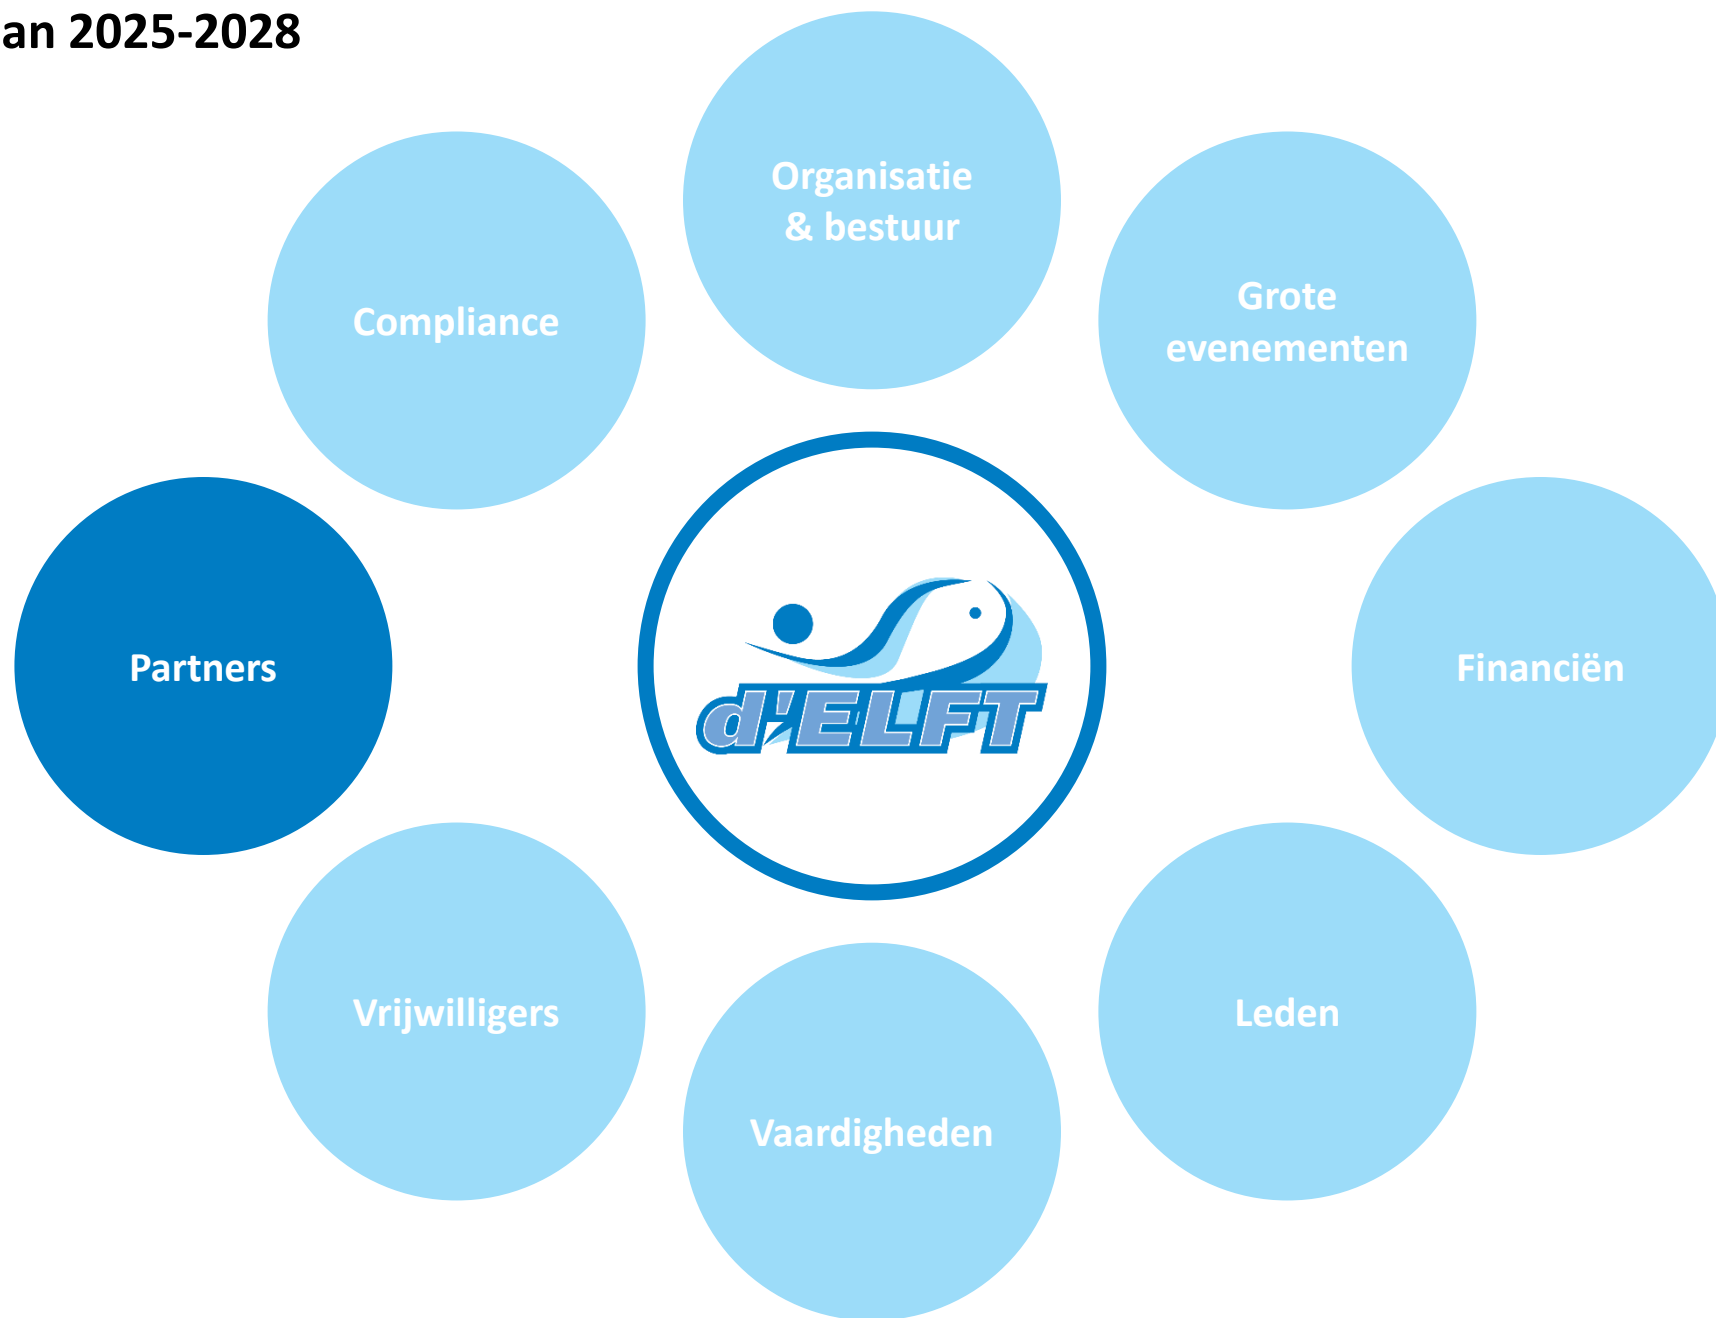 an 2025-2028
Organisatie
& bestuur
Compliance
Grote
evenementen
Partners
d'ELFT
Financiën
Vrijwilligers
Leden
Vaardigheden